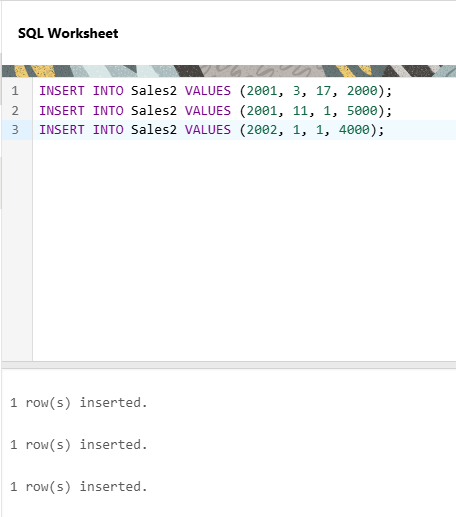 SQL Worksheet
1 INSERT INTO Sales2 VALUES (2001, 3, 17, 2000);
2 INSERT INTO Sales2 VALUES (2001, 11, 1, 5000);
3 INSERT INTO Sales2 VALUES (2002, 1, 1, 4000);
1 row(s) inserted.
1 row(s) inserted.
1 row(s) inserted.